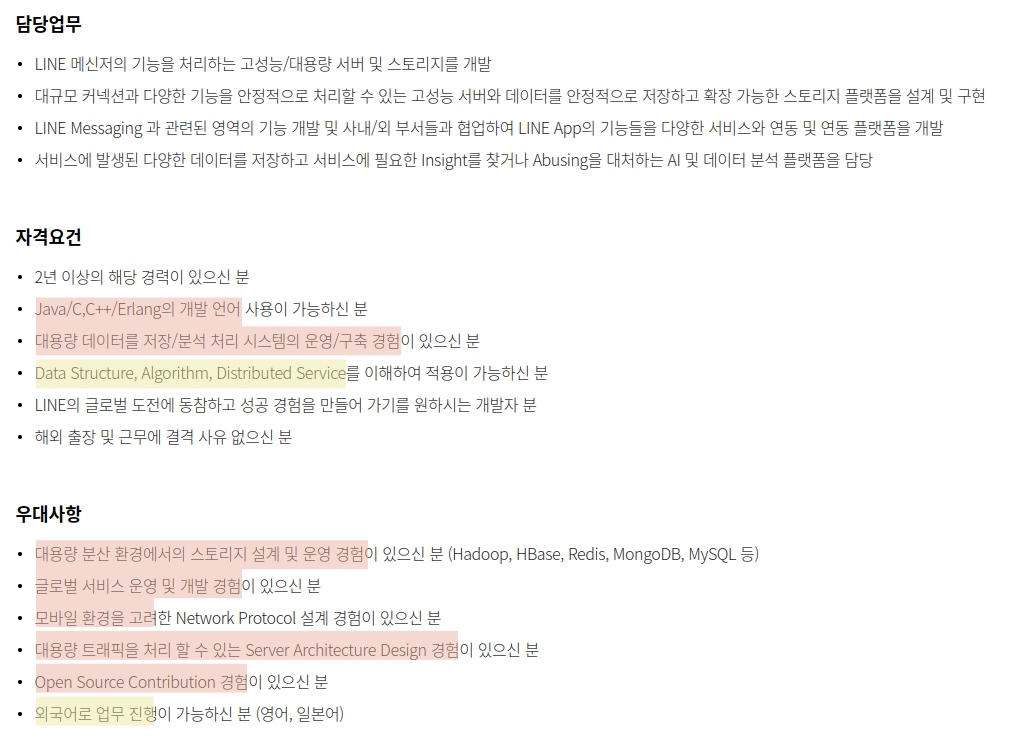 담당업무
• LINE 메신저의 기능을 처리하는 고성능/대용량 서버 및 스토리지를 개발
• 대규모 커넥션과 다양한 기능을 안정적으로 처리할 수 있는 고성능 서버와 데이터를 안정적으로 저장하고 확장 가능한 스토리지 플랫폼을 설계 및 구현
• LINE Messaging 과 관련된 영역의 기능 개발 및 사내/외 부서들과 협업하여 LINE App의 기능들을 다양한 서비스와 연동 및 연동 플랫폼을 개발
• 서비스에 발생된 다양한 데이터를 저장하고 서비스에 필요한 Insight를 찾거나 Abusing을 대처하는 AI 및 데이터 분석 플랫폼을 담당
자격요건
• 2년 이상의 해당 경력이 있으신 분
• Java/C,C++/Erlang의 개발 언어 사용이 가능하신 분
• 대용량 데이터를 저장/분석 처리 시스템의 운영/구축 경험이 있으신 분
• Data Structure, Algorithm, Distributed Service를 이해하여 적용이 가능하신 분
• LINE의 글로벌 도전에 동참하고 성공 경험을 만들어 가기를 원하시는 개발자 분
• 해외 출장 및 근무에 결격 사유 없으신 분
우대사항
• 대용량 분산 환경에서의 스토리지 설계 및 운영 경험이 있으신 분 (Hadoop, HBase, Redis, MongoDB, MySQL 등)
• 글로벌 서비스 운영 및 개발 경험이 있으신 분
• 모바일 환경을 고려한 Network Protocol 설계 경험이 있으신 분
• 대용량 트래픽을 처리 할 수 있는 Server Architecture Design 경험이 있으신 분
• Open Source Contribution 경험이 있으신 분
• 외국어로 업무 진행이 가능하신 분 (영어, 일본어)